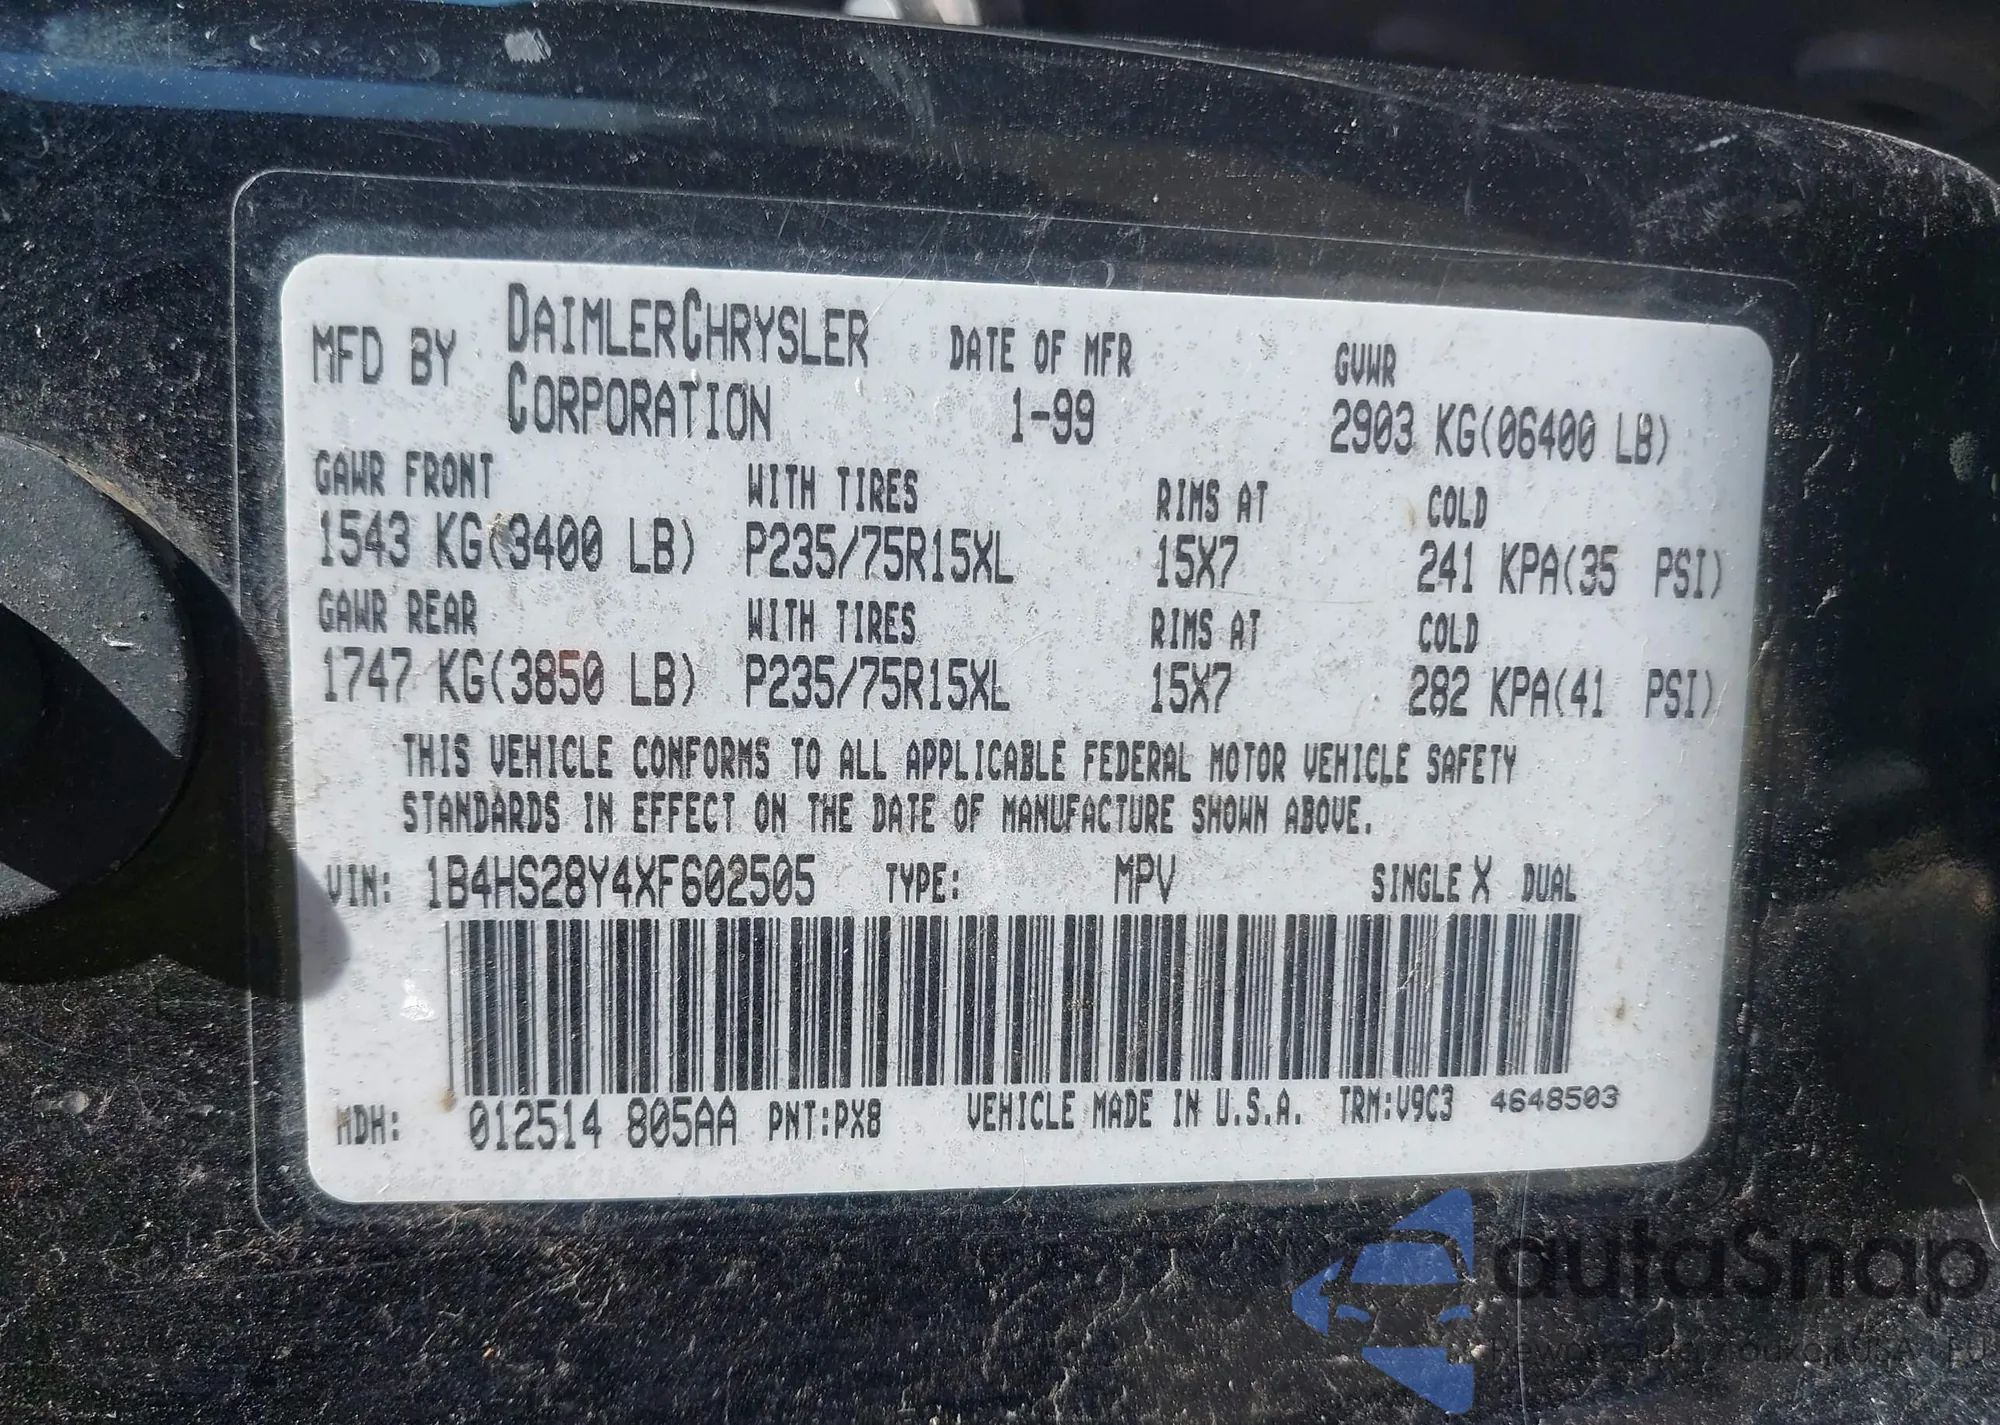 MFD BY DAIMLERCHRYSLER CORPORATION DATE OF MFR 1-99 GVWR 2903 KG(06400 LB)
GAWR FRONT WITH TIRES RIMS AT COLD
1543 KG(3400 LB) P235/75R15XL 15X7 241 KPA(35 PSI)
GAWR REAR WITH TIRES RIMS AT COLD
1747 KG(3850 LB) P235/75R15XL 15X7 282 KPA(41 PSI)
THIS VEHICLE CONFORMS TO ALL APPLICABLE FEDERAL MOTOR VEHICLE SAFETY
STANDARDS IN EFFECT ON THE DATE OF MANUFACTURE SHOWN ABOVE.
VIN: 1B4HS28Y4XF602505 TYPE: MPV SINGLE X DUAL
MDH: 012514 805AA PNT:PX8 VEHICLE MADE IN U.S.A. TRM:V9C3 4648503
autaSnap